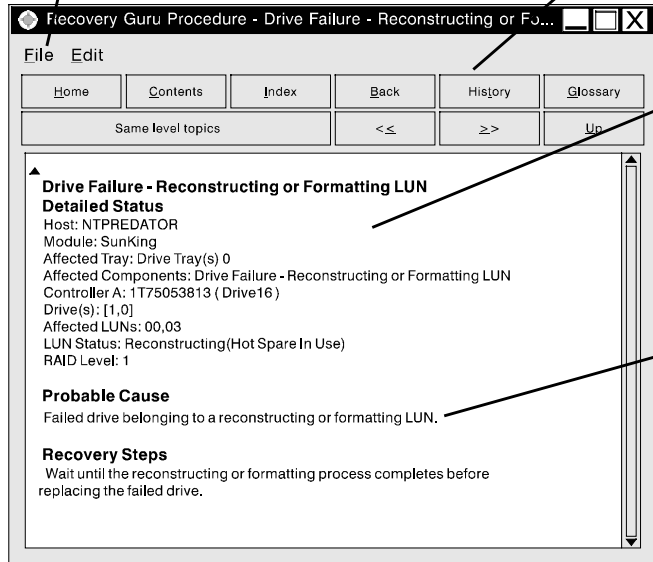 Recovery Guru Procedure - Drive Failure - Reconstructing or Fo...
File Edit
Home Contents Index Back History Glossary
Same level topics << >> Up
Drive Failure - Reconstructing or Formatting LUN
Detailed Status
Host: NTPREDATOR
Module: SunKing
Affected Tray: Drive Tray(s) 0
Affected Components: Drive Failure - Reconstructing or Formatting LUN
Controller A: 1T75053813 ( Drive16 )
Drive(s): [1,0]
Affected LUNs: 00,03
LUN Status: Reconstructing(Hot Spare In Use)
RAID Level: 1
Probable Cause
Failed drive belonging to a reconstructing or formatting LUN.
Recovery Steps
Wait until the reconstructing or formatting process completes before
replacing the failed drive.